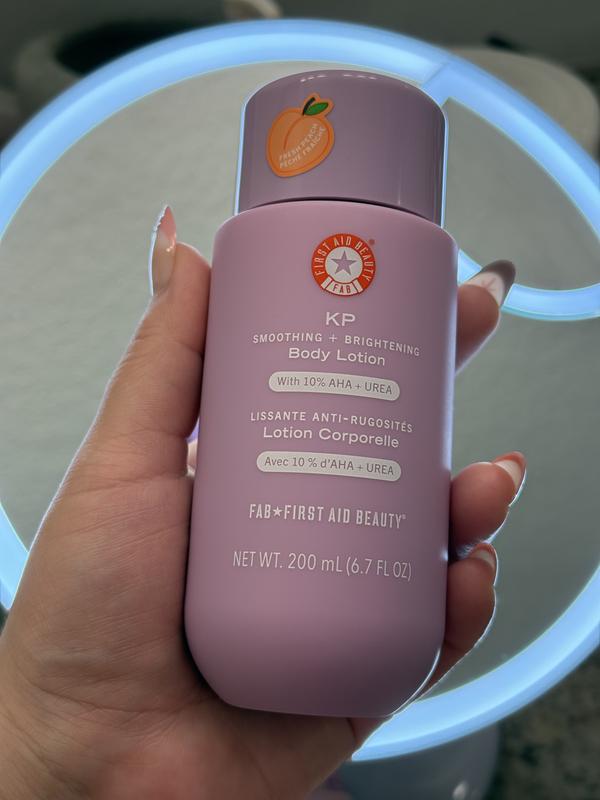 FRESH PEACH
PÊCHE FRAÎCHE
FIRST AID BEAUTY
FAB
KP
SMOOTHING + BRIGHTENING
Body Lotion
With 10% AHA + UREA
LISSANTE ANTI-RUGOSITÉS
Lotion Corporelle
Avec 10 % d'AHA + UREA
FAB★FIRST AID BEAUTY®
NET WT. 200 mL (6.7 FL OZ)